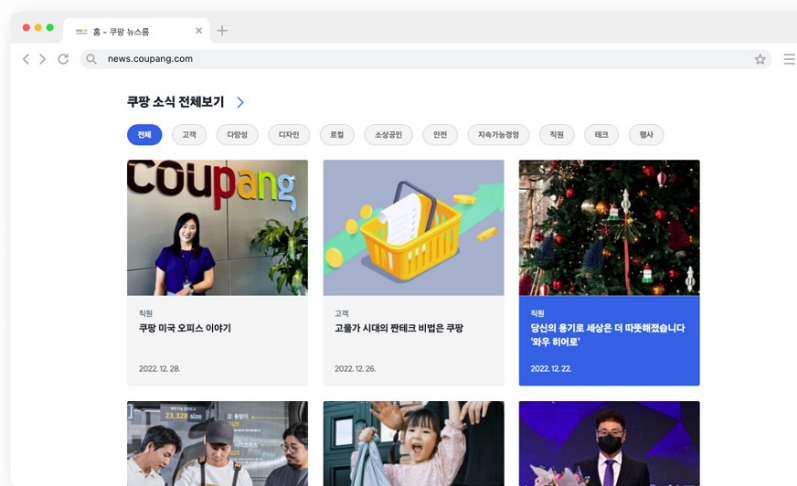 홈 - 쿠팡 뉴스룸
news.coupang.com
쿠팡 소식 전체보기
전체 고객 다양성 디자인 로컬 소상공인 안전 지속가능경영 직원 테크 행사
coupang
직원
쿠팡 미국 오피스 이야기
2022. 12. 28.
고객
고물가 시대의 짠테크 비법은 쿠팡
2022. 12. 26.
직원
당신의 용기로 세상은 더 따뜻해졌습니다
'와우 히어로'
2022. 12. 22.
23,328 size